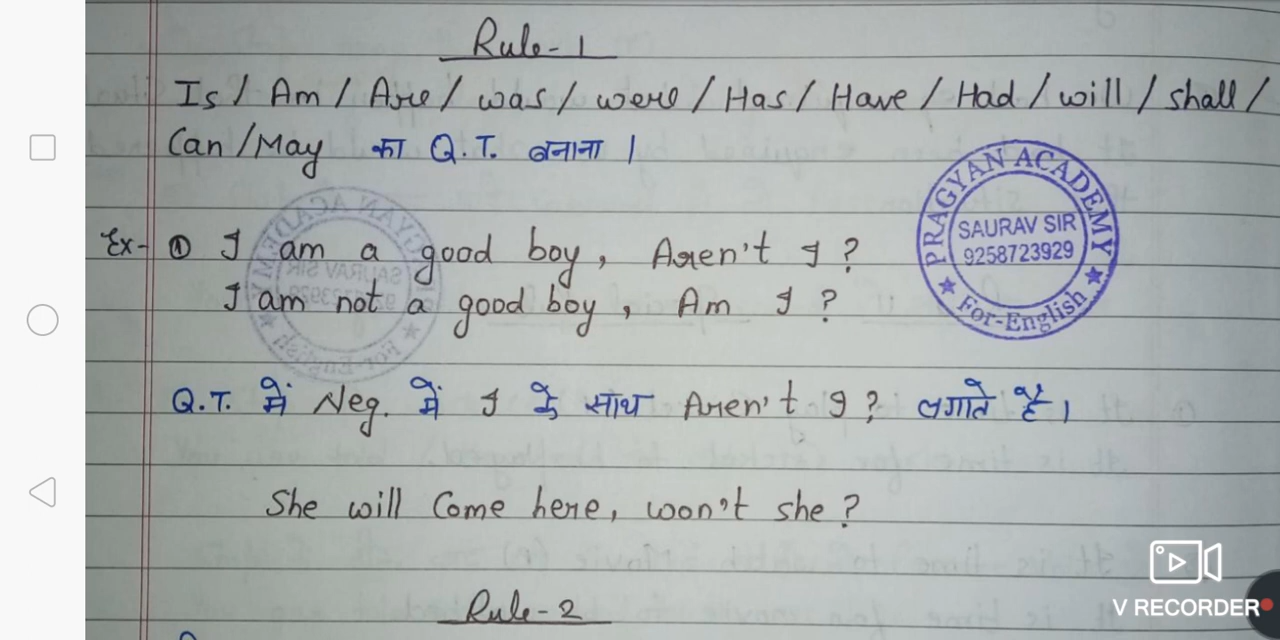 Rule-1
Is / Am / Are / was / were / Has / Have / Had / will / shall /
Can / May का Q.T. बनाना |
PRAGYAN ACADEMY
SAURAV SIR
9258723929
★ For-English ★
Ex- ① I am a good boy, Aren't I ?
I am not a good boy, Am I ?
Q.T. में Neg. में I के साथ Aren't I ? लगाते है।
She will Come here, won't she ?
Rule-2
V RECORDER